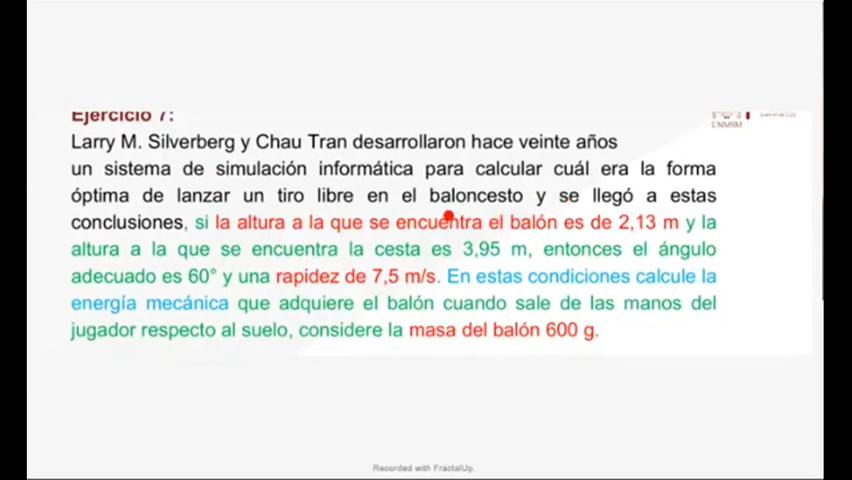 Ejercicio 7:
Larry M. Silverberg y Chau Tran desarrollaron hace veinte años
un sistema de simulación informática para calcular cuál era la forma
óptima de lanzar un tiro libre en el baloncesto y se llegó a estas
conclusiones, si la altura a la que se encuentra el balón es de 2,13 m y la
altura a la que se encuentra la cesta es 3,95 m, entonces el ángulo
adecuado es 60° y una rapidez de 7,5 m/s. En estas condiciones calcule la
energía mecánica que adquiere el balón cuando sale de las manos del
jugador respecto al suelo, considere la masa del balón 600 g.
Recorded with FractalUp.